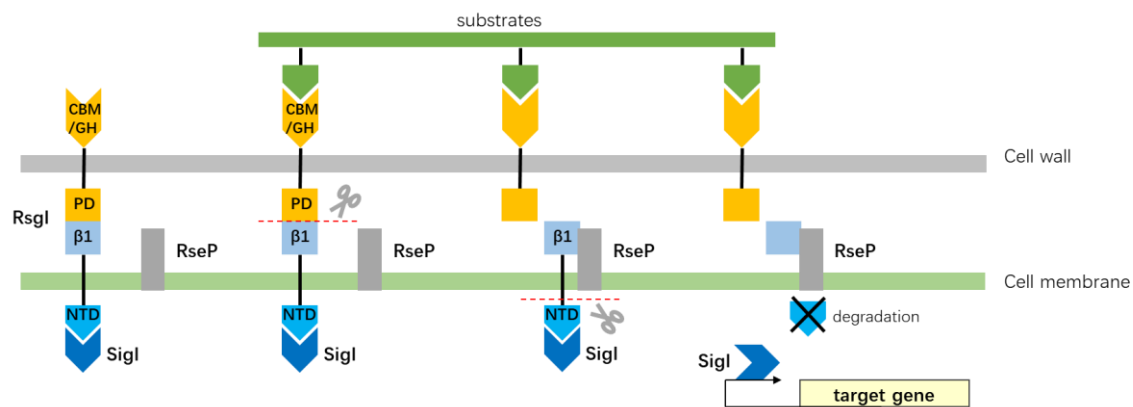 substrates
CBM
/GH
CBM
/GH
Cell wall
PD
PD
RsgI
β1
β1
β1
RseP
RseP
RseP
RseP
Cell membrane
NTD
NTD
NTD
degradation
SigI
SigI
SigI
SigI
target gene